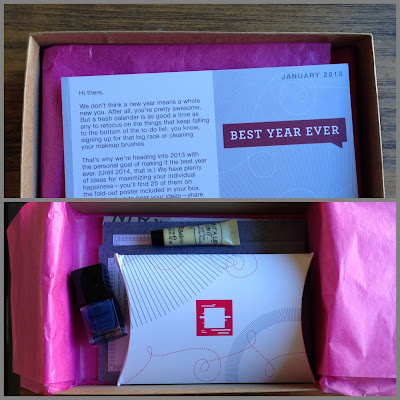 JANUARY 2013
Hi there,
We don't think a new year means a whole
new you. After all, you're pretty awesome.
But a fresh calendar is as good a time as
any to refocus on the things that keep falling
to the bottom of the to-do list: you know,
signing up for that big race or cleaning
your makeup brushes.
BEST YEAR EVER
That's why we're heading into 2013 with
the personal goal of making it the best year
ever. (Until 2014, that is.) We have plenty
of ideas for maximizing your individual
happiness—you'll find 25 of them on
the fold-out poster included in your box.
to hear your ideas—share